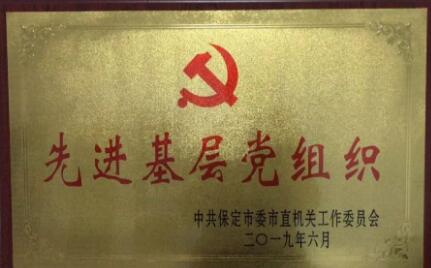 先进基层党组织
中共保定市委市直机关工作委员会
二〇一九年六月